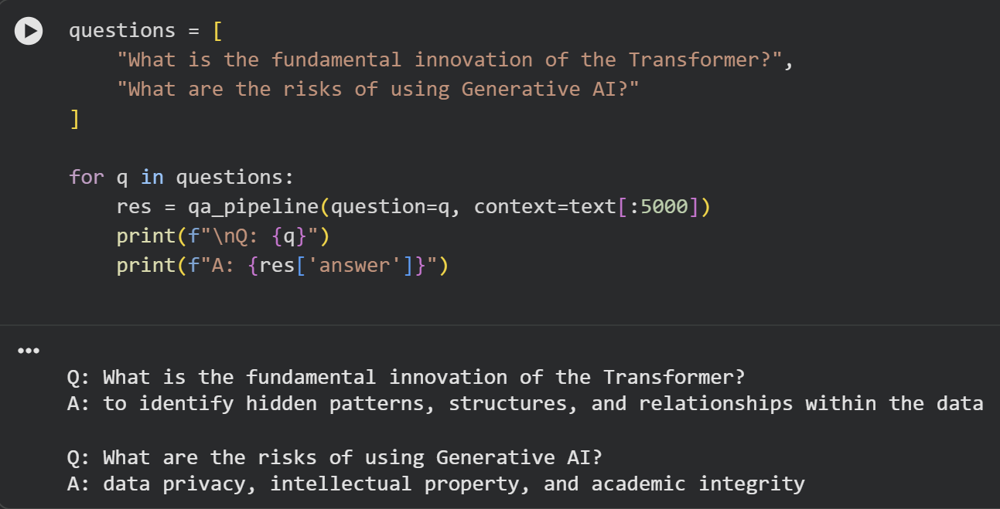 questions = [
    "What is the fundamental innovation of the Transformer?",
    "What are the risks of using Generative AI?"
]
for q in questions:
    res = qa_pipeline(question=q, context=text[:5000])
    print(f"\nQ: {q}")
    print(f"A: {res['answer']}")
Q: What is the fundamental innovation of the Transformer?
A: to identify hidden patterns, structures, and relationships within the data
Q: What are the risks of using Generative AI?
A: data privacy, intellectual property, and academic integrity